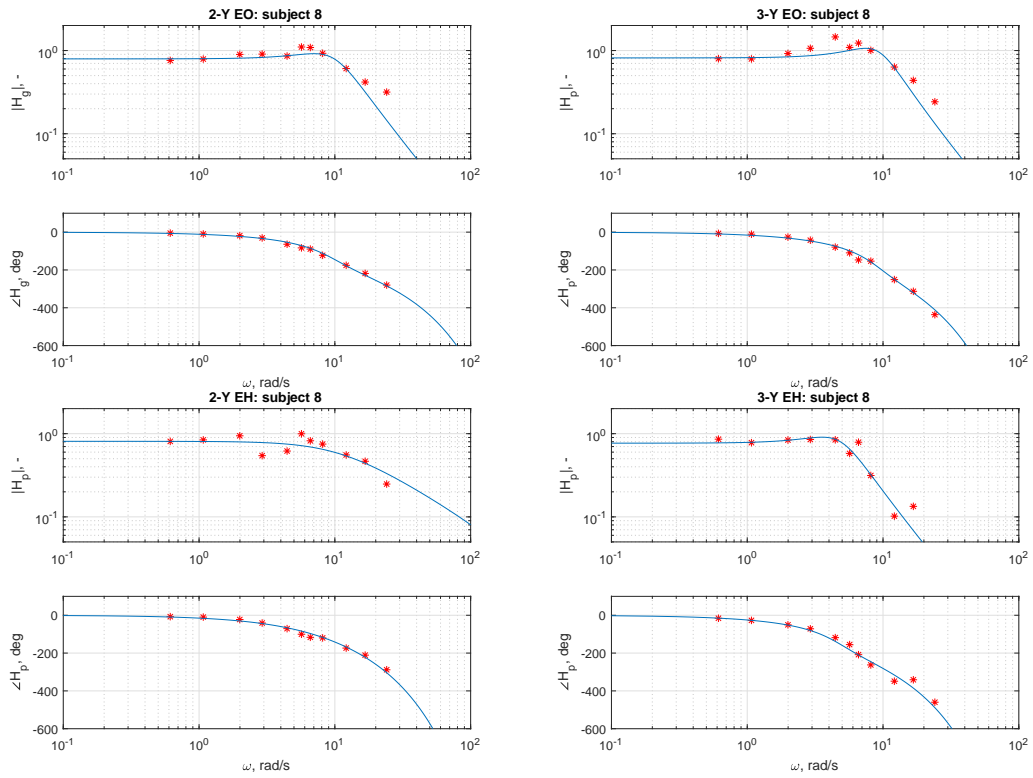 2-Y EO: subject 8
|H_g|, -
10^0
10^-1
10^-1 10^0 10^1 10^2
∠H_g, deg
0
-200
-400
-600
10^-1 10^0 10^1 10^2
ω, rad/s
3-Y EO: subject 8
|H_p|, -
10^0
10^-1
10^-1 10^0 10^1 10^2
∠H_p, deg
0
-200
-400
-600
10^-1 10^0 10^1 10^2
ω, rad/s
2-Y EH: subject 8
|H_p|, -
10^0
10^-1
10^-1 10^0 10^1 10^2
∠H_p, deg
0
-200
-400
-600
10^-1 10^0 10^1 10^2
ω, rad/s
3-Y EH: subject 8
|H_p|, -
10^0
10^-1
10^-1 10^0 10^1 10^2
∠H_p, deg
0
-200
-400
-600
10^-1 10^0 10^1 10^2
ω, rad/s